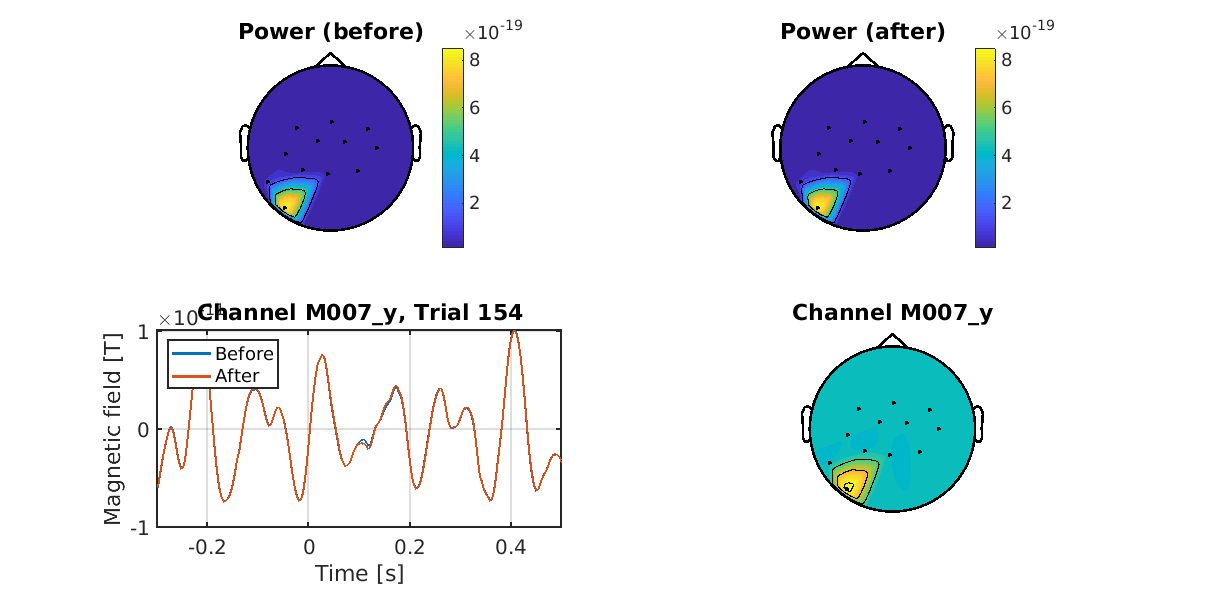 Power (before)
×10-19
8
6
4
2
Power (after)
×10-19
8
6
4
2
Channel M007_y, Trial 154
1
0
-1
Magnetic field [T]
Before
After
-0.2
0
0.2
0.4
Time [s]
Channel M007_y